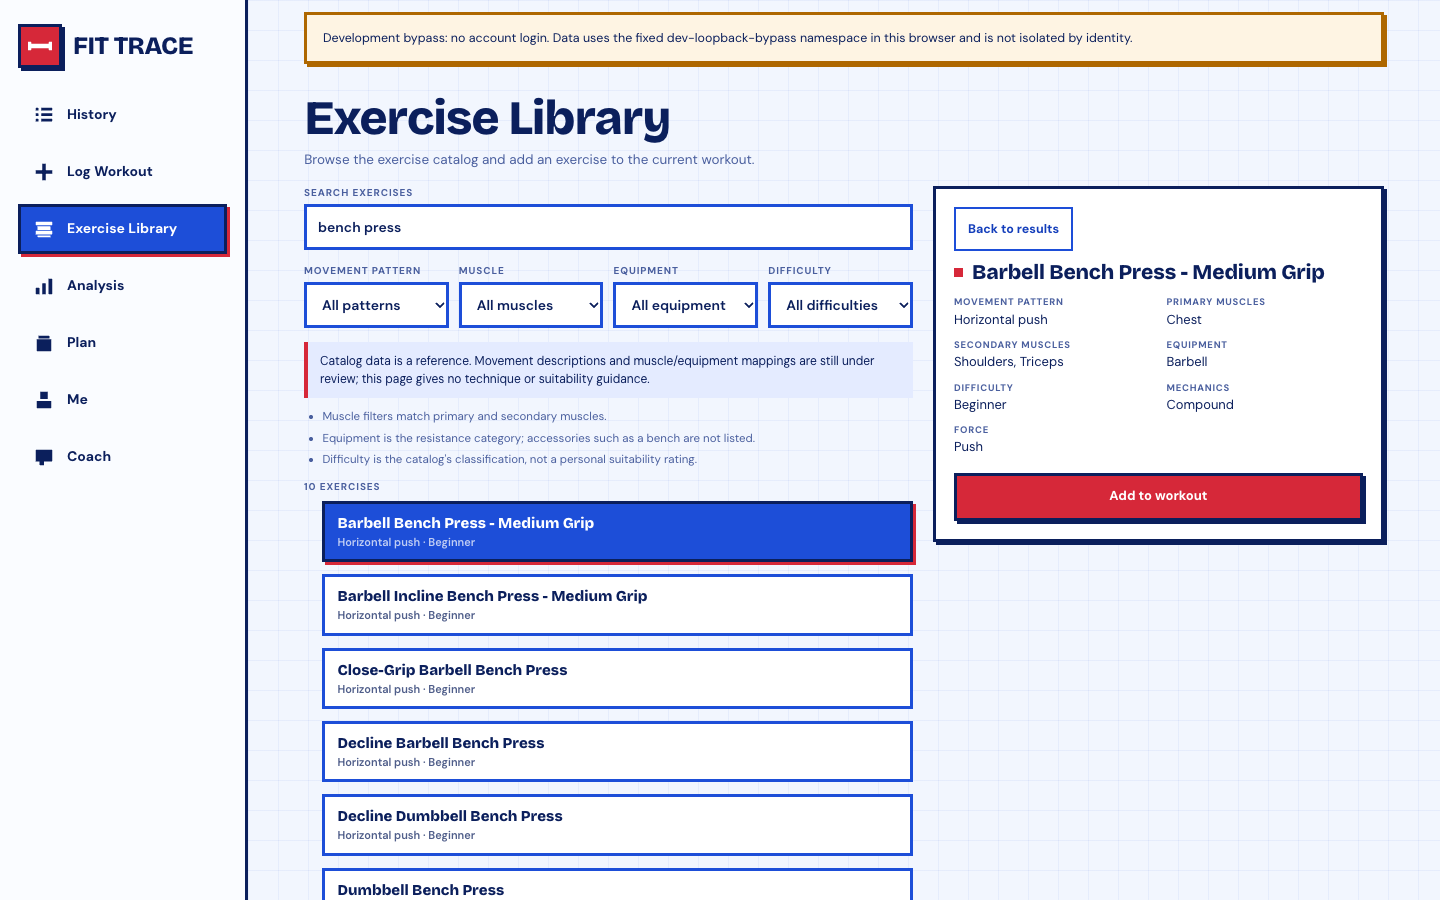 FIT TRACE
History
Log Workout
Exercise Library
Analysis
Plan
Me
Coach
Development bypass: no account login. Data uses the fixed dev-loopback-bypass namespace in this browser and is not isolated by identity.
Exercise Library
Browse the exercise catalog and add an exercise to the current workout.
SEARCH EXERCISES
bench press
MOVEMENT PATTERN
MUSCLE
EQUIPMENT
DIFFICULTY
All patterns
All muscles
All equipment
All difficulties
Catalog data is a reference. Movement descriptions and muscle/equipment mappings are still under
review; this page gives no technique or suitability guidance.
Muscle filters match primary and secondary muscles.
Equipment is the resistance category; accessories such as a bench are not listed.
Difficulty is the catalog's classification, not a personal suitability rating.
10 EXERCISES
Barbell Bench Press - Medium Grip
Horizontal push · Beginner
Barbell Incline Bench Press - Medium Grip
Horizontal push · Beginner
Close-Grip Barbell Bench Press
Horizontal push · Beginner
Decline Barbell Bench Press
Horizontal push · Beginner
Decline Dumbbell Bench Press
Horizontal push · Beginner
Dumbbell Bench Press
Back to results
Barbell Bench Press - Medium Grip
MOVEMENT PATTERN
Horizontal push
PRIMARY MUSCLES
Chest
SECONDARY MUSCLES
Shoulders, Triceps
EQUIPMENT
Barbell
DIFFICULTY
Beginner
MECHANICS
Compound
FORCE
Push
Add to workout